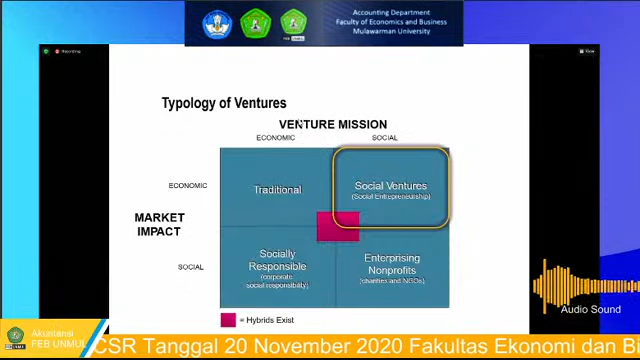 Accounting Department
Faculty of Economics and Business
Mulawarman University
Recording
View
Typology of Ventures
VENTURE MISSION
ECONOMIC
SOCIAL
ECONOMIC
Traditional
Social Ventures
(Social Entrepreneurship)
MARKET
IMPACT
SOCIAL
Socially
Responsible
(corporate
social responsibility)
Enterprising
Nonprofits
(charities and NGOs)
= Hybrids Exist
Audio Sound
Akuntansi
FEB UNMUL
CSR Tanggal 20 November 2020 Fakultas Ekonomi dan B